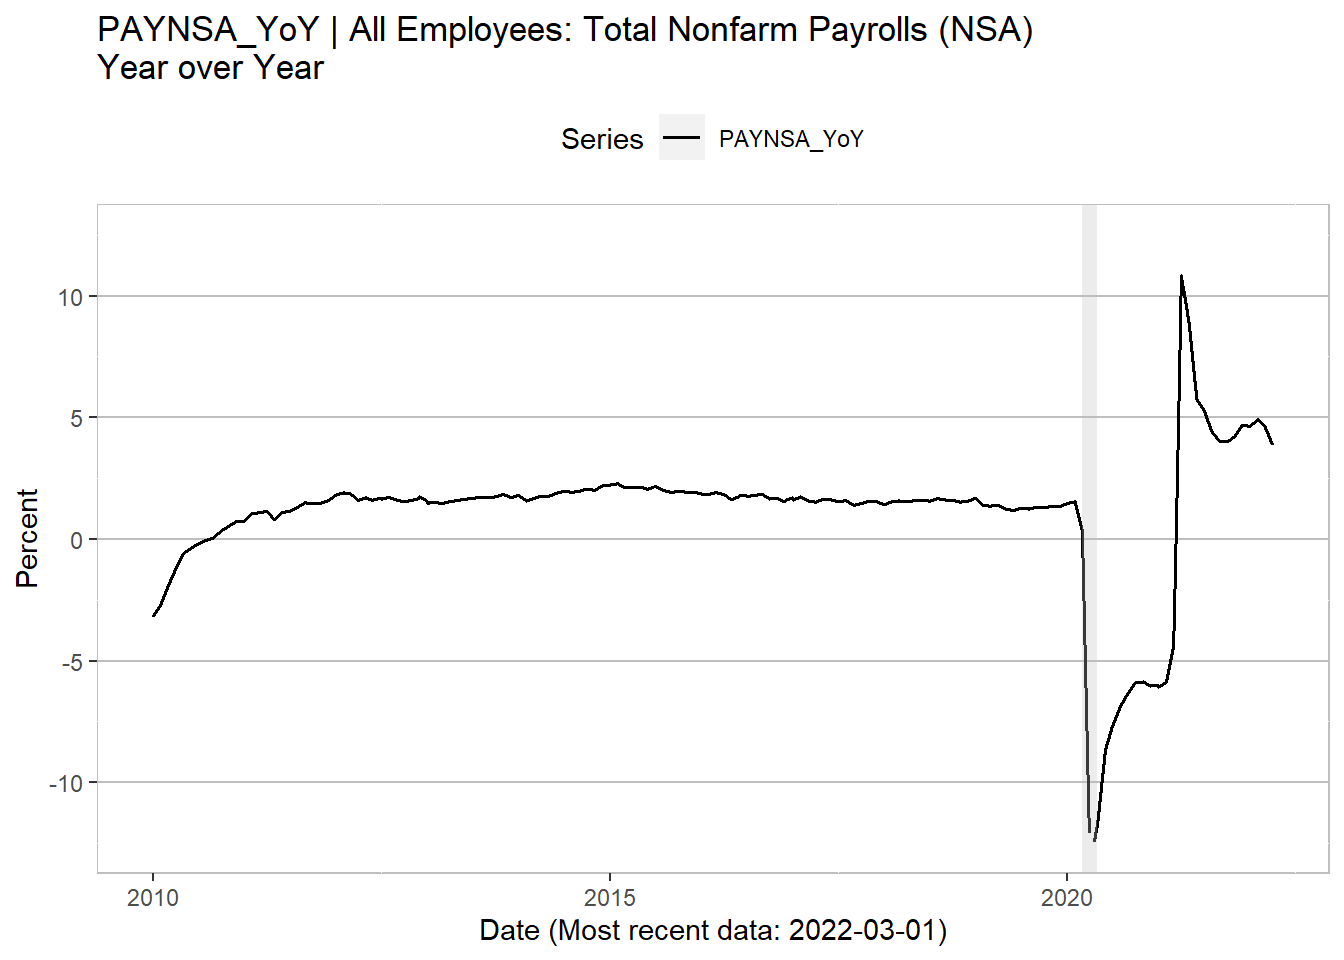 PAYNSA_YoY | All Employees: Total Nonfarm Payrolls (NSA)
Year over Year
Series PAYNSA_YoY
10
5
0
-5
-10
Percent
2010 2015 2020
Date (Most recent data: 2022-03-01)